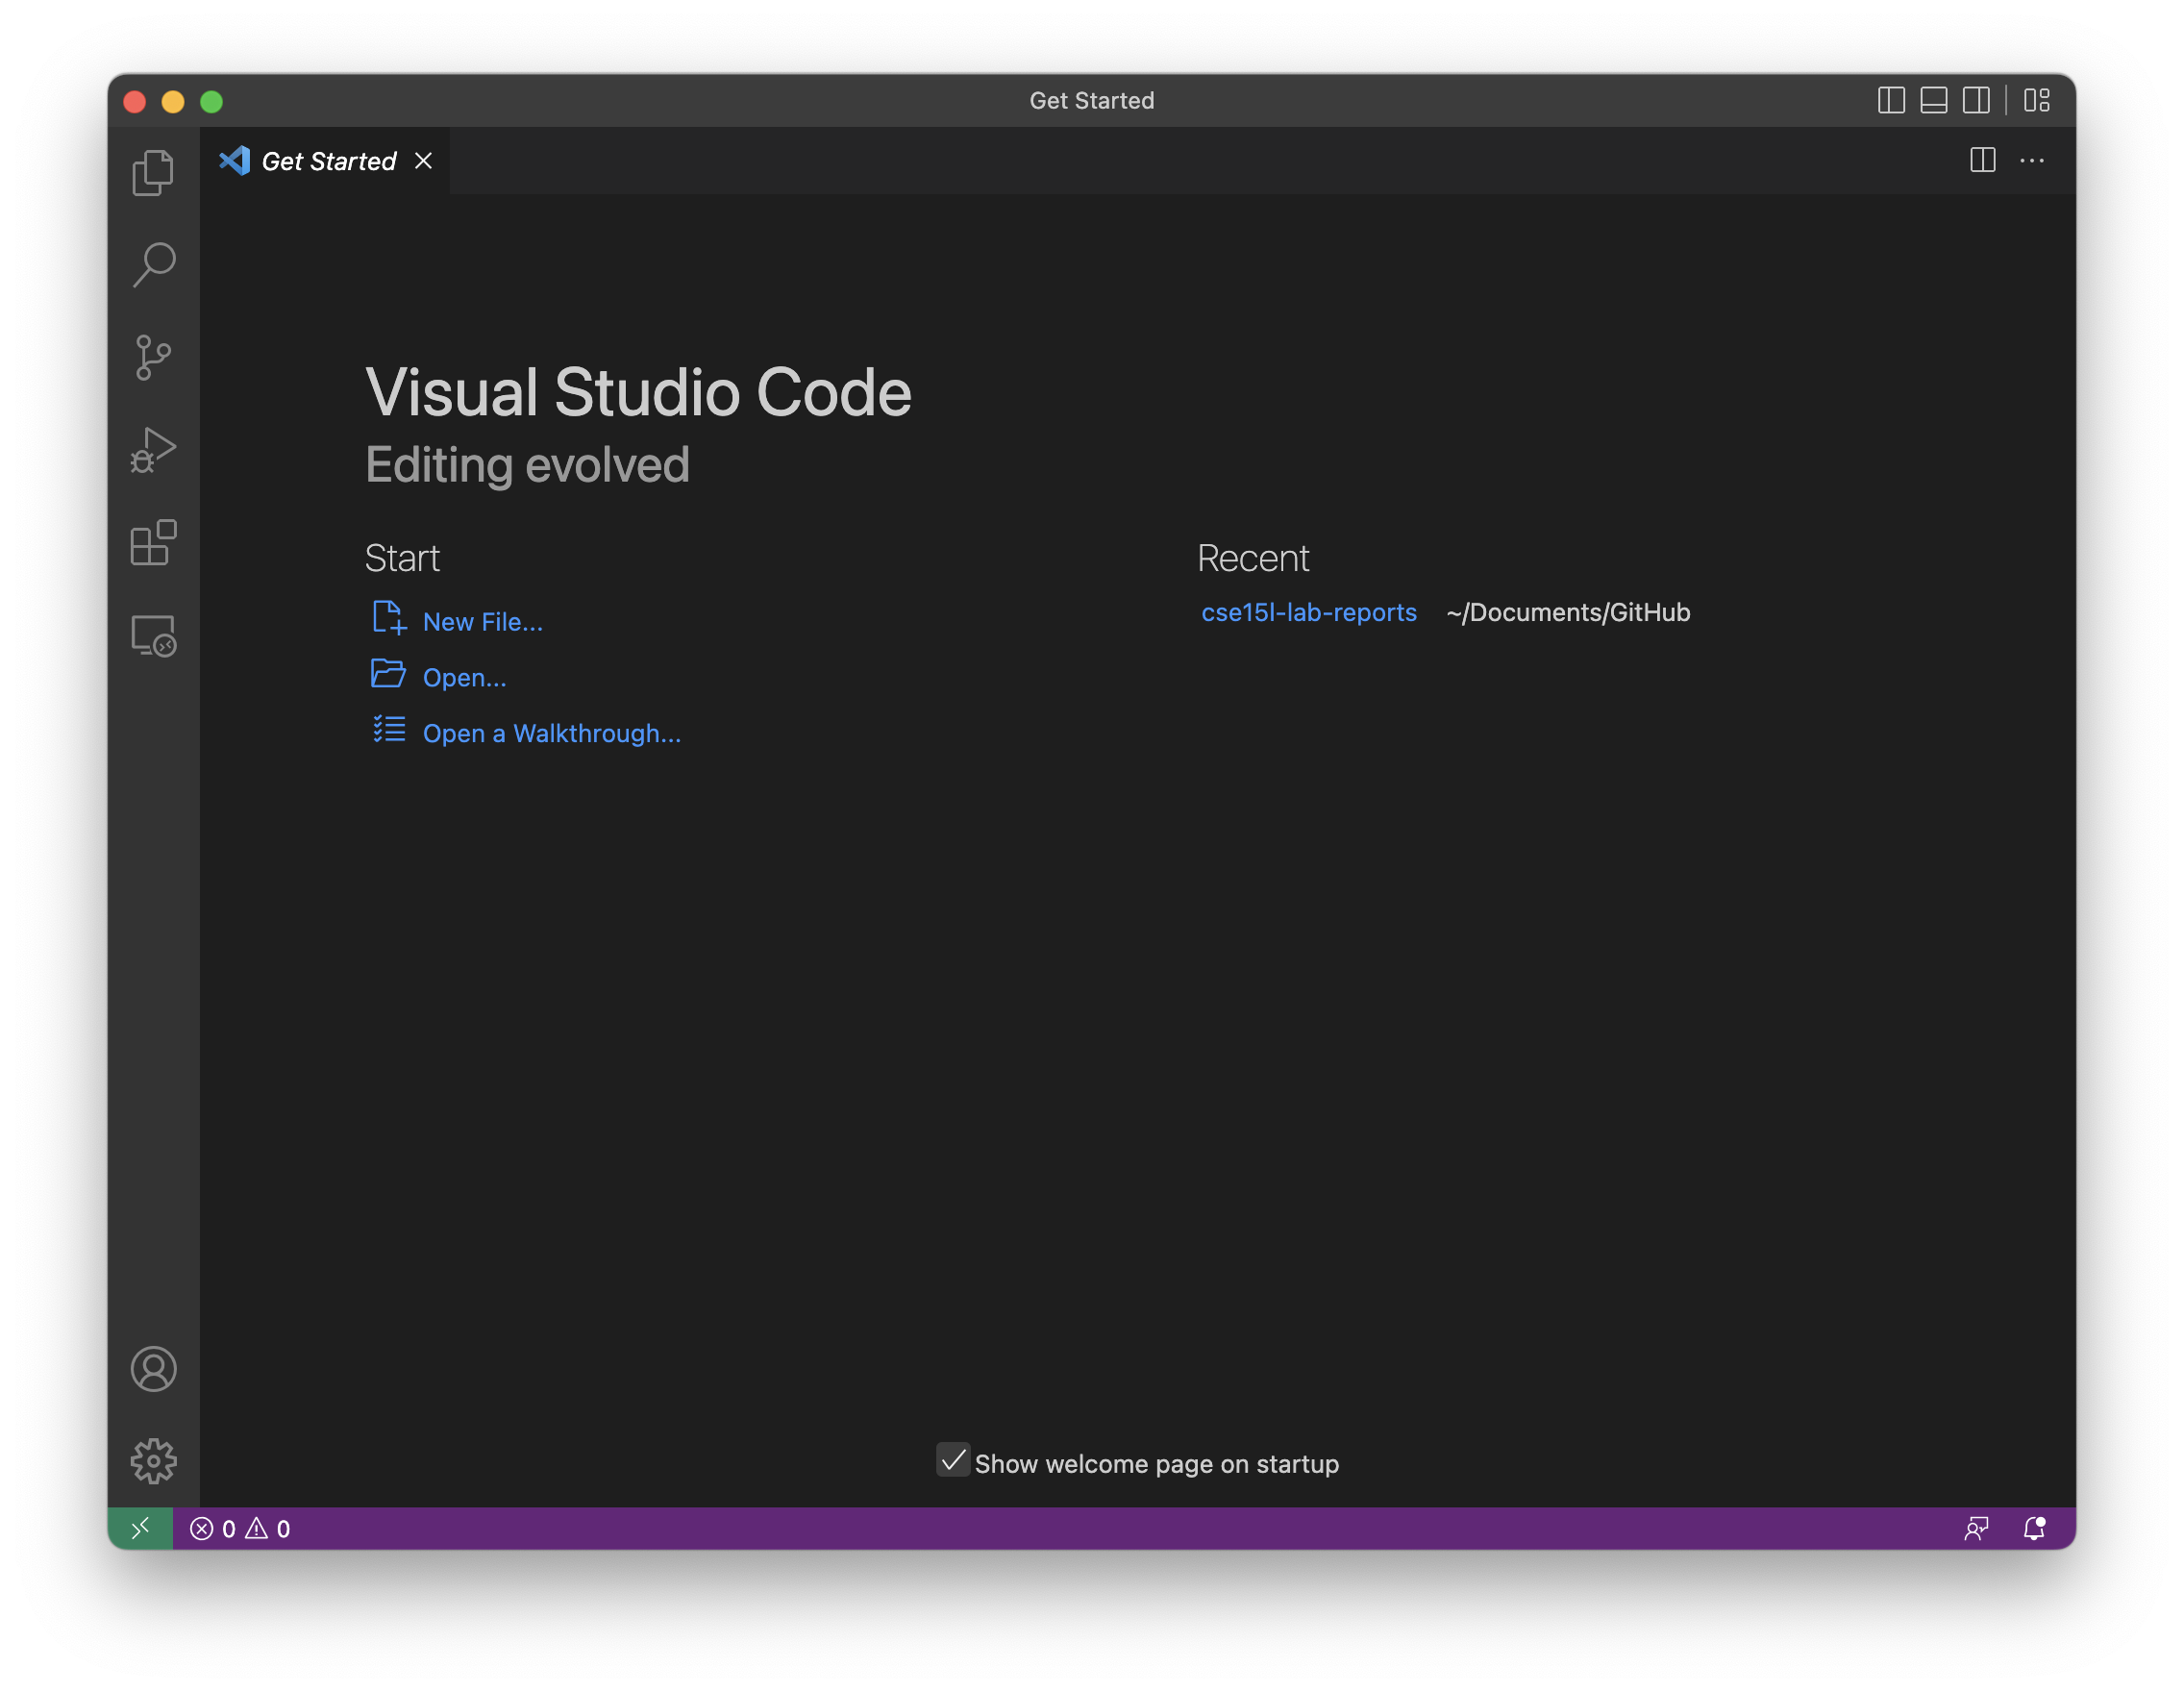 Get Started
Get Started
Visual Studio Code
Editing evolved
Start
New File...
Open...
Open a Walkthrough...
Recent
cse15l-lab-reports ~/Documents/GitHub
Show welcome page on startup
0 0